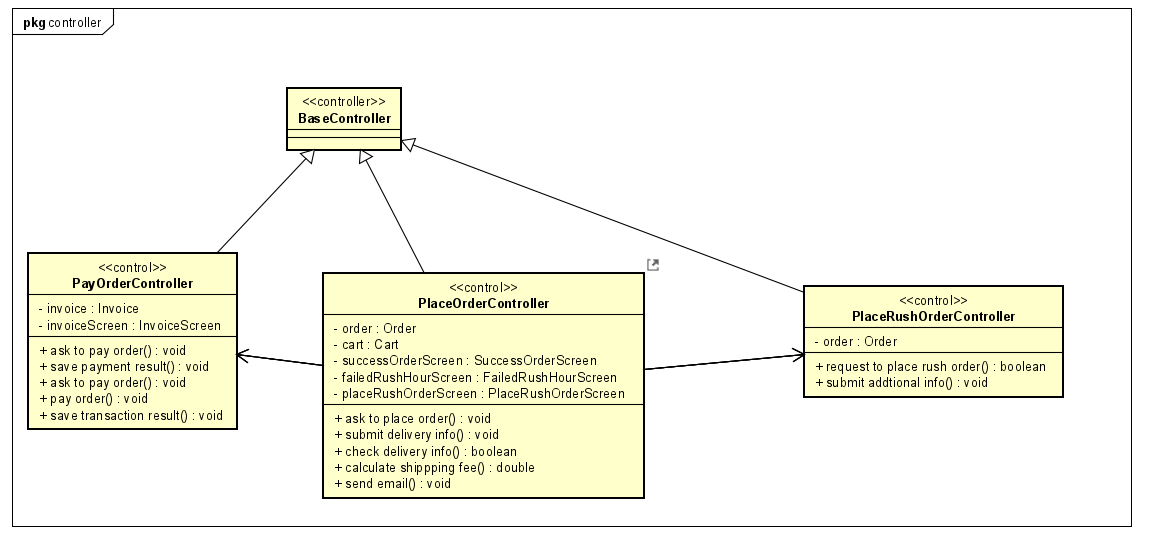 pkg controller
<<controller>>
BaseController
<<control>>
PayOrderController
- invoice : Invoice
- invoiceScreen : InvoiceScreen
+ ask to pay order() : void
+ save payment result() : void
+ ask to pay order() : void
+ pay order() : void
+ save transaction result() : void
<<control>>
PlaceOrderController
- order : Order
- cart : Cart
- successOrderScreen : SuccessOrderScreen
- failedRushHourScreen : FailedRushHourScreen
- placeRushOrderScreen : PlaceRushOrderScreen
+ ask to place order() : void
+ submit delivery info() : void
+ check delivery info() : boolean
+ calculate shippping fee() : double
+ send email() : void
<<control>>
PlaceRushOrderController
- order : Order
+ request to place rush order() : boolean
+ submit addtional info() : void